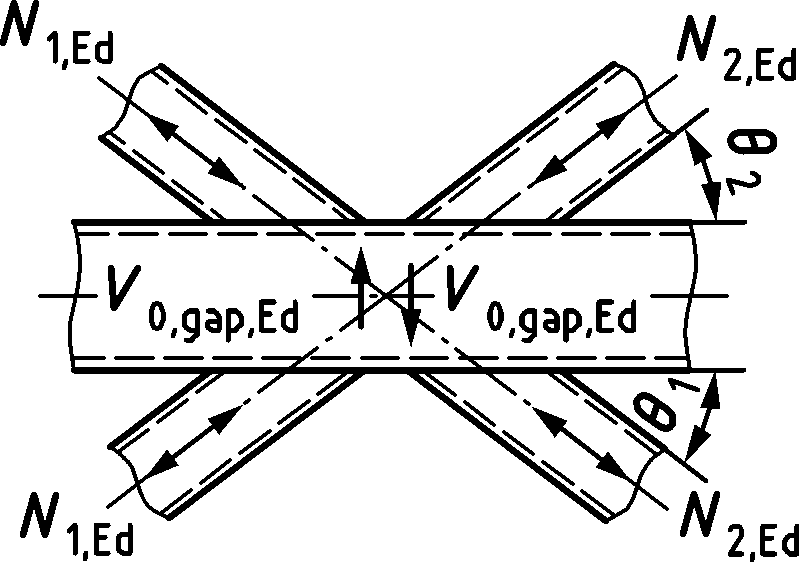 N1,Ed
N2,Ed
θ2
V0,gap,Ed V0,gap,Ed
θ1
N1,Ed
N2,Ed